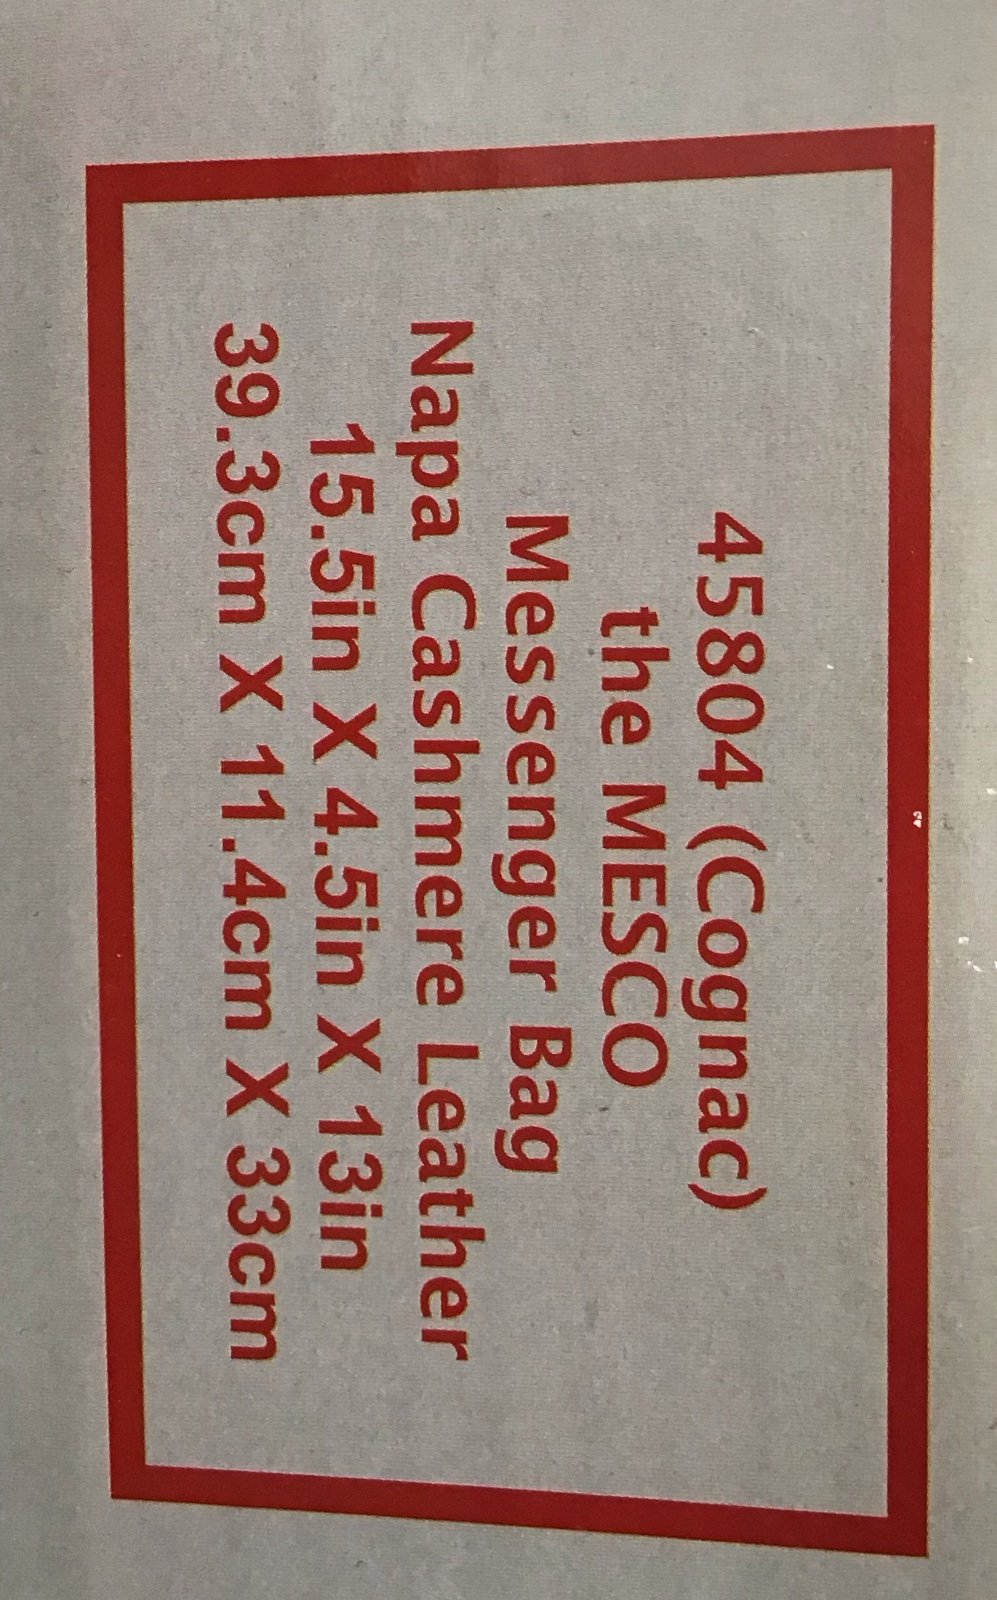 45804 (Cognac)
the MESCO
Messenger Bag
Napa Cashmere Leather
15.5in X 4.5in X 13in
39.3cm X 11.4cm X 33cm